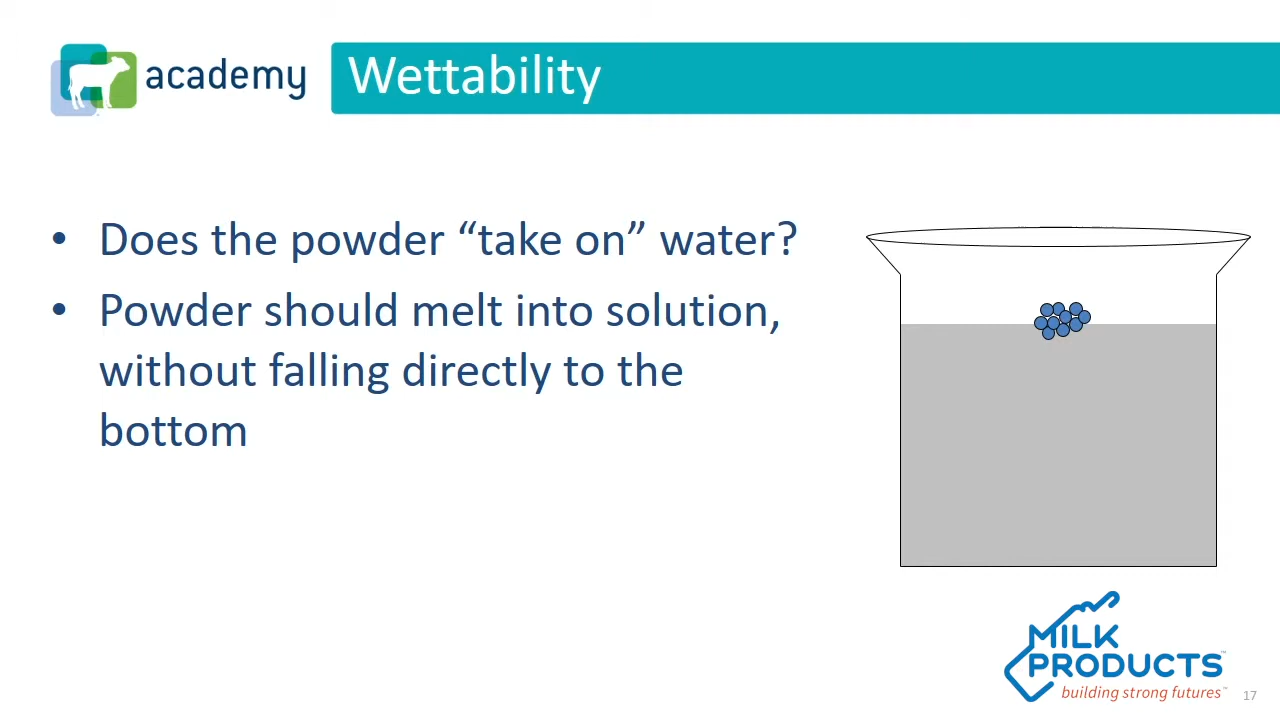 academy
Wettability
• Does the powder “take on” water?
• Powder should melt into solution,
without falling directly to the
bottom
MILK
PRODUCTS™
building strong futures™
17